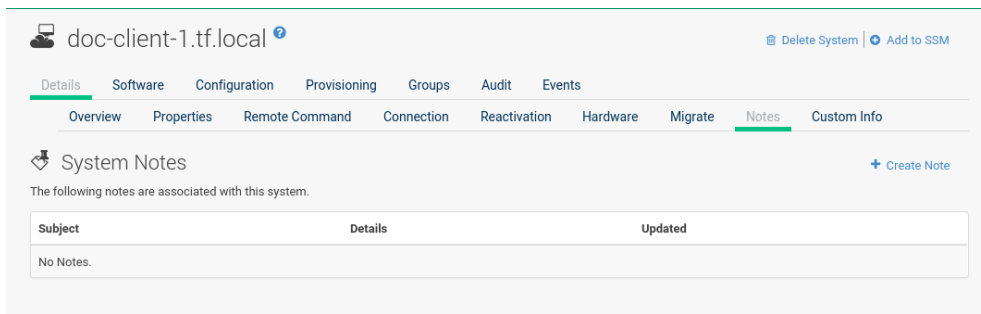 doc-client-1.tf.local ?
Delete System | Add to SSM
Details Software Configuration Provisioning Groups Audit Events
Overview Properties Remote Command Connection Reactivation Hardware Migrate Notes Custom Info
System Notes
+ Create Note
The following notes are associated with this system.
Subject Details Updated
No Notes.